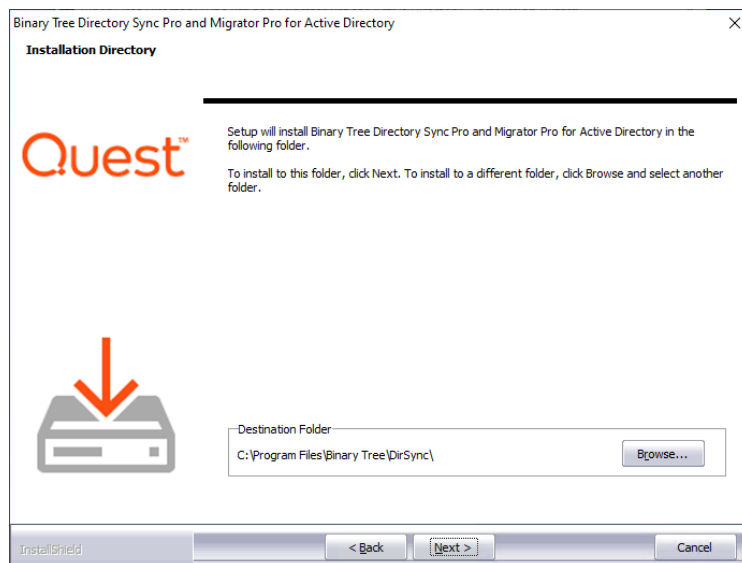 Binary Tree Directory Sync Pro and Migrator Pro for Active Directory
Installation Directory
Quest™
Setup will install Binary Tree Directory Sync Pro and Migrator Pro for Active Directory in the
following folder.
To install to this folder, click Next. To install to a different folder, click Browse and select another
folder.
Destination Folder
C:\Program Files\Binary Tree\DirSync\
Browse...
InstallShield
< Back
Next >
Cancel